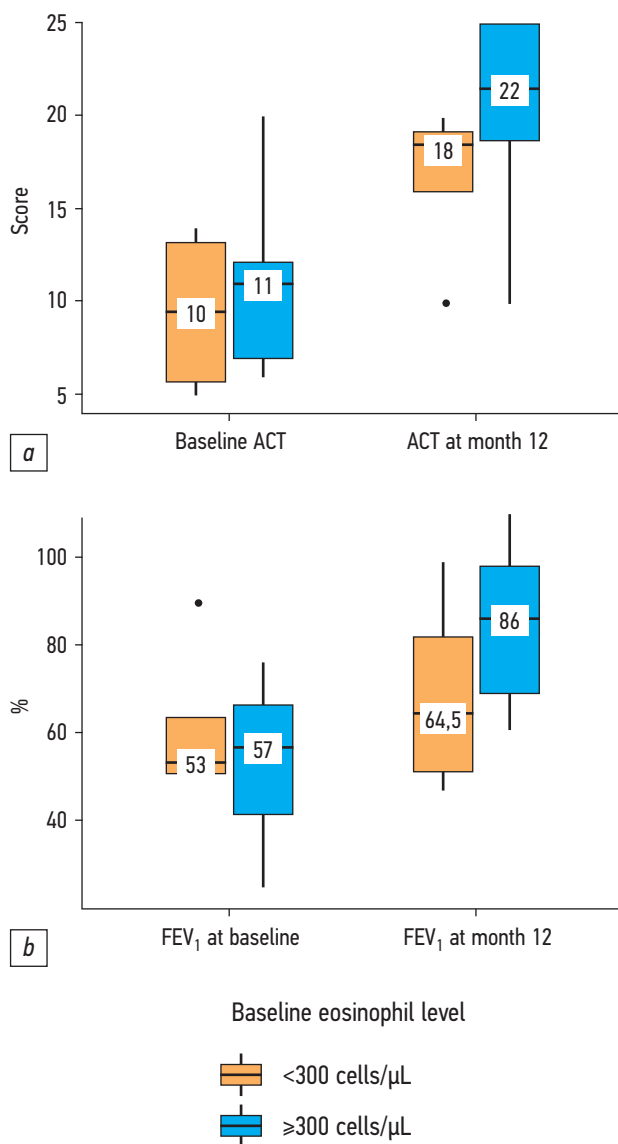 25
20
15
10
5
Score
10
11
18
22
Baseline ACT
ACT at month 12
a
100
80
60
40
%
53
57
64,5
86
FEV₁ at baseline
FEV₁ at month 12
b
Baseline eosinophil level
<300 cells/µL
≥300 cells/µL